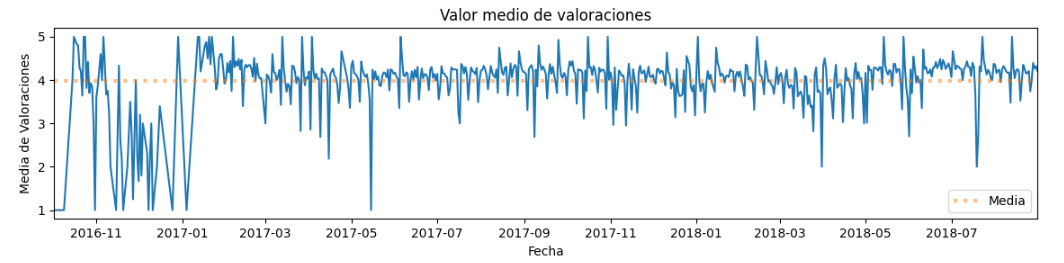 Valor medio de valoraciones
Media de Valoraciones
5
4
3
2
1
Media
2016-11 2017-01 2017-03 2017-05 2017-07 2017-09 2017-11 2018-01 2018-03 2018-05 2018-07
Fecha